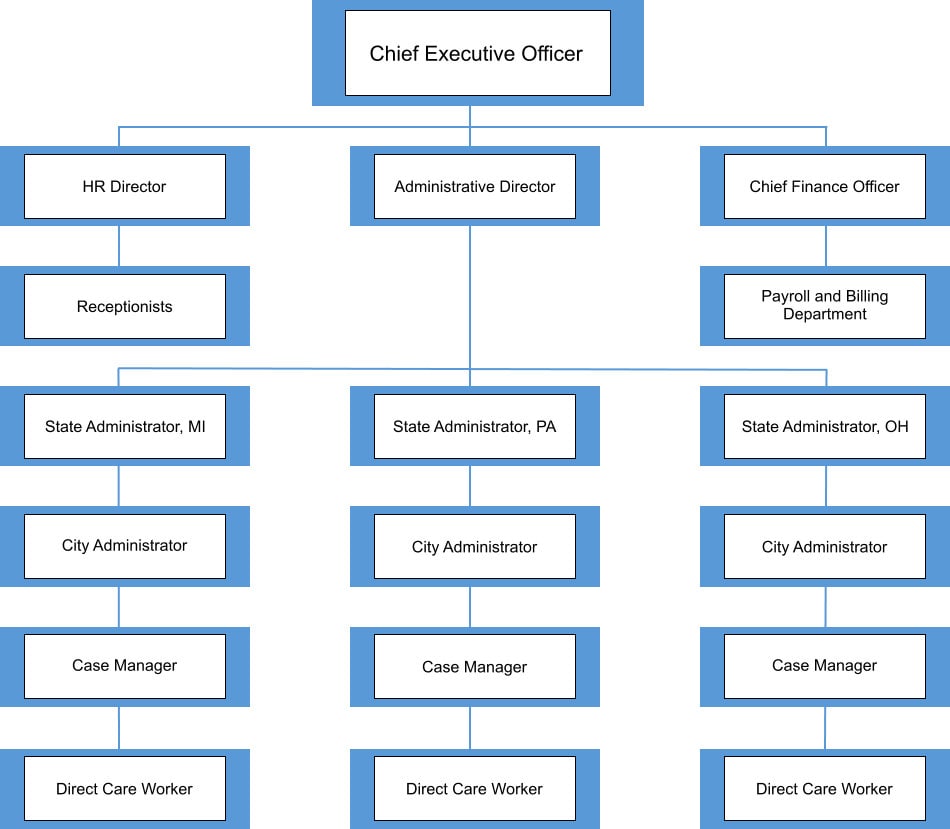 Chief Executive Officer
HR Director
Administrative Director
Chief Finance Officer
Receptionists
Payroll and Billing
Department
State Administrator, MI
State Administrator, PA
State Administrator, OH
City Administrator
City Administrator
City Administrator
Case Manager
Case Manager
Case Manager
Direct Care Worker
Direct Care Worker
Direct Care Worker